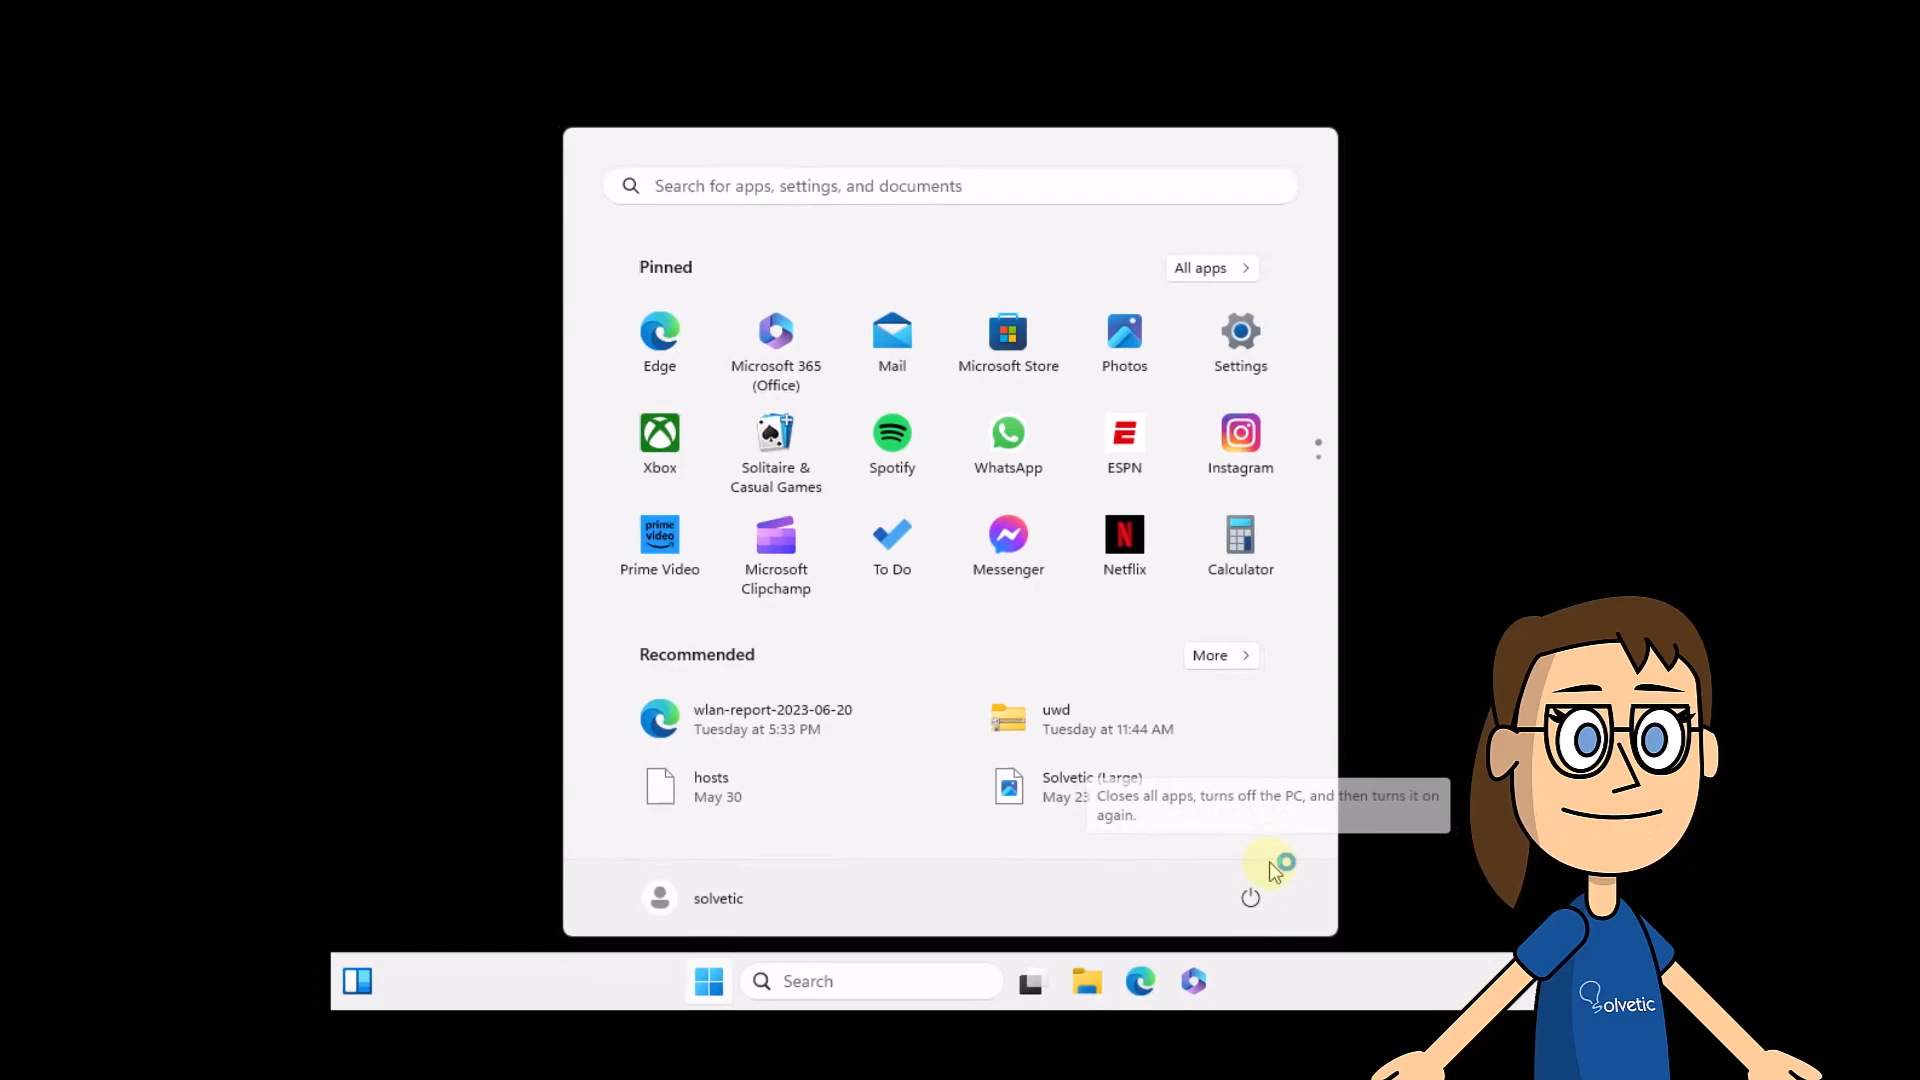 Search for apps, settings, and documents
Pinned
All apps
Edge
Microsoft 365
(Office)
Mail
Microsoft Store
Photos
Settings
Xbox
Solitaire &
Casual Games
Spotify
WhatsApp
ESPN
Instagram
prime
video
Prime Video
Microsoft
Clipchamp
To Do
Messenger
N
Netflix
Calculator
Recommended
More
wlan-report-2023-06-20
Tuesday at 5:33 PM
uwd
Tuesday at 11:44 AM
hosts
May 30
Solvetic (Large)
May 23
Closes all apps, turns off the PC, and then turns it on
again.
solvetic
Search
Solvetic